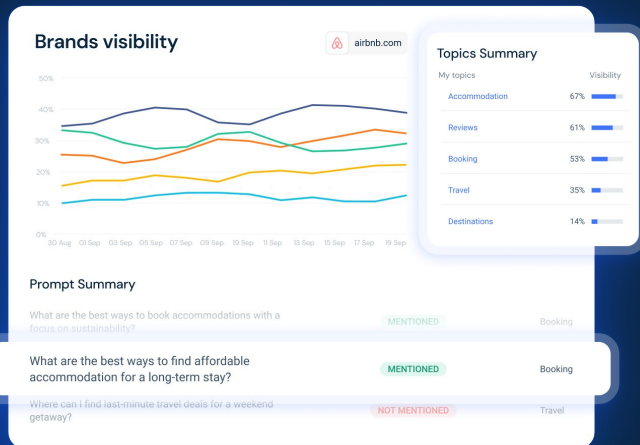 Brands visibility
airbnb.com
50%
40%
30%
20%
10%
0%
30 Aug 01 Sep 03 Sep 05 Sep 07 Sep 09 Sep 19 Sep 11 Sep 13 Sep 15 Sep 17 Sep 19 Sep
Topics Summary
My topics Visibility
Accommodation 67%
Reviews 61%
Booking 53%
Travel 35%
Destinations 14%
Prompt Summary
What are the best ways to book accommodations with a
focus on sustainability?
MENTIONED
Booking
What are the best ways to find affordable
accommodation for a long-term stay?
MENTIONED
Booking
Where can I find last-minute travel deals for a weekend
getaway?
NOT MENTIONED
Travel